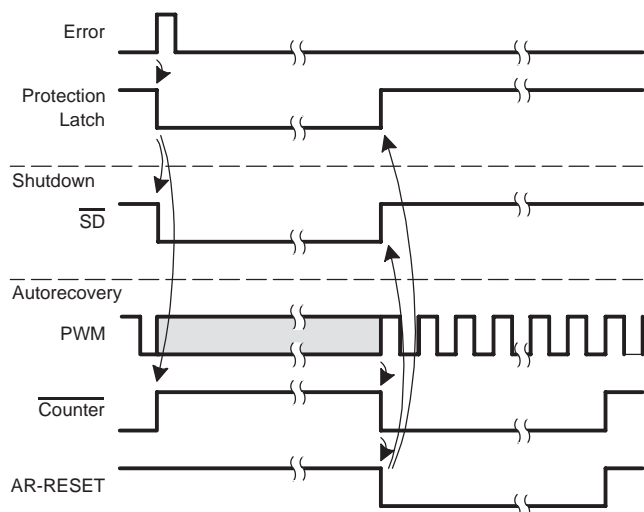 Error
Protection
Latch
Shutdown
SD
Autorecovery
PWM
Counter
AR-RESET